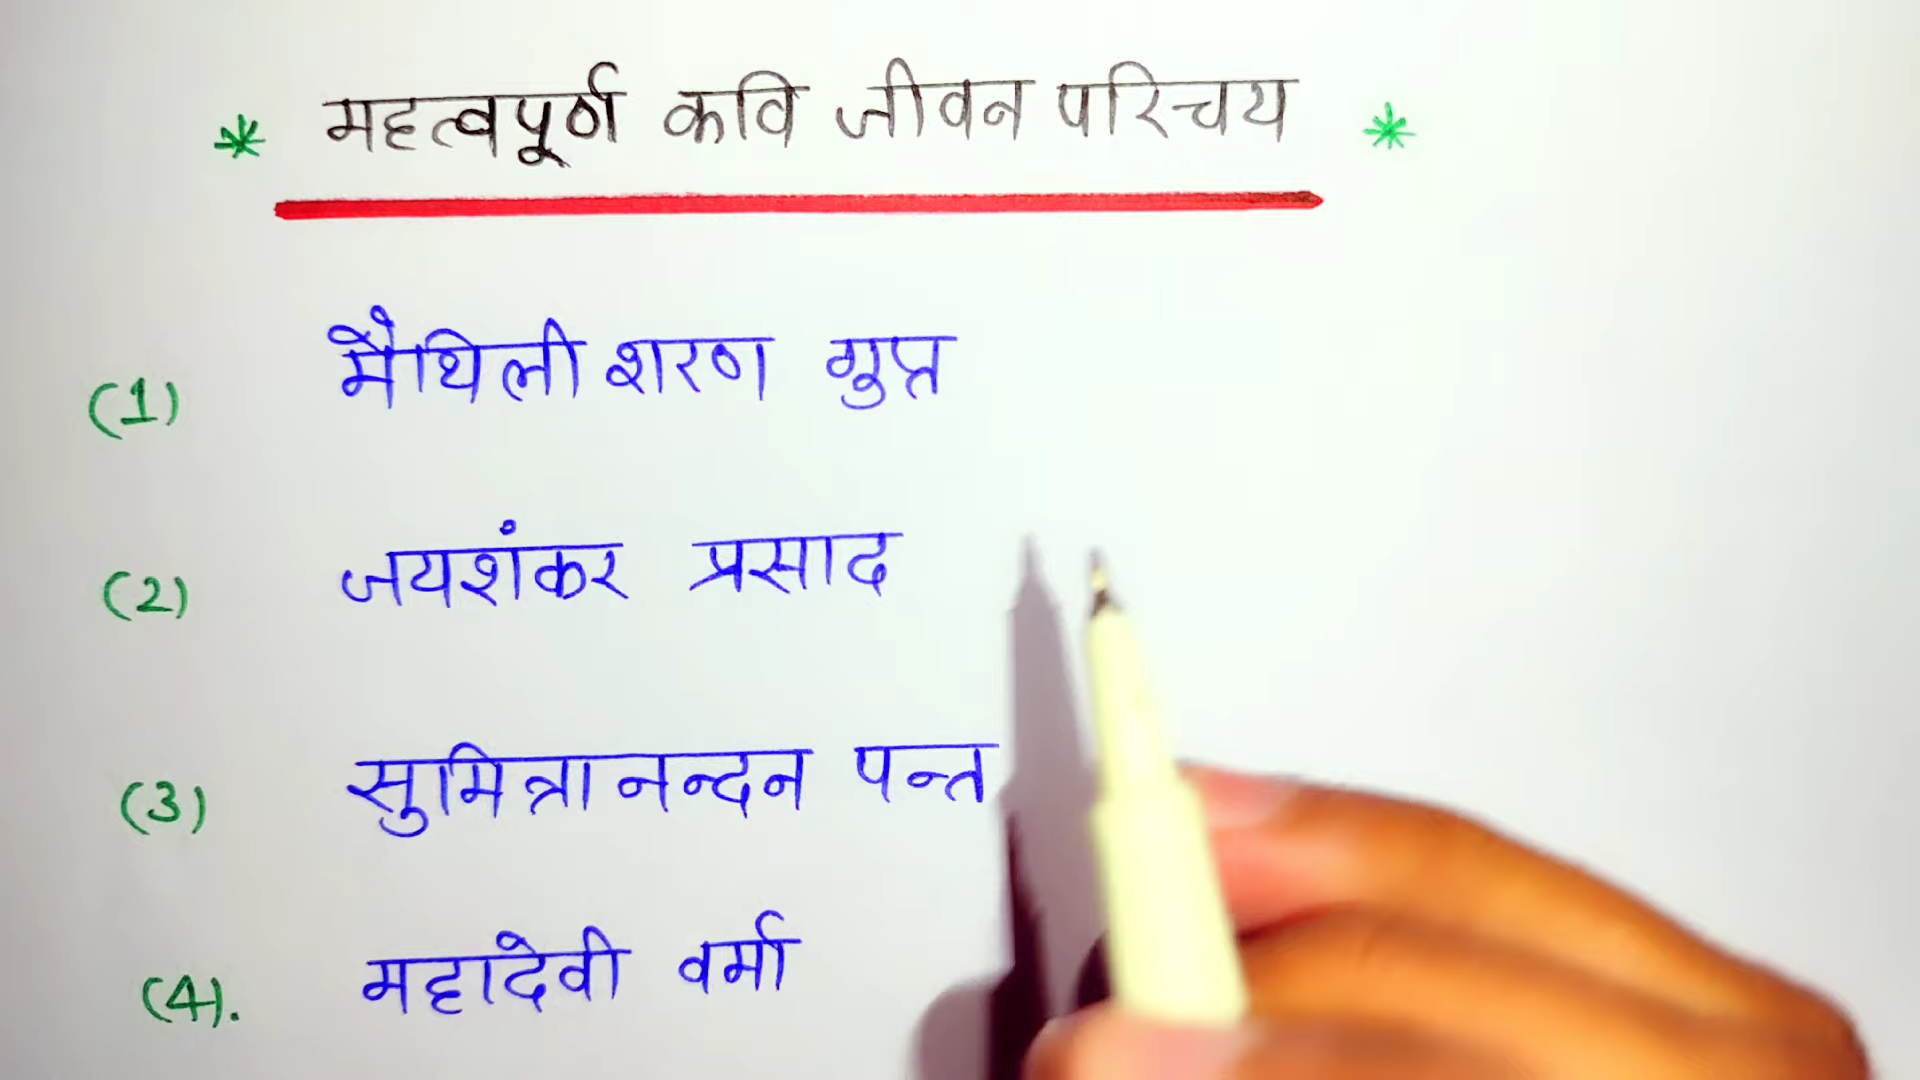 * महत्वपूर्ण कवि जीवन परिचय *
(1) मैथिली शरण गुप्त
(2) जयशंकर प्रसाद
(3) सुमित्रानन्दन पन्त
(4). महादेवी वर्मा